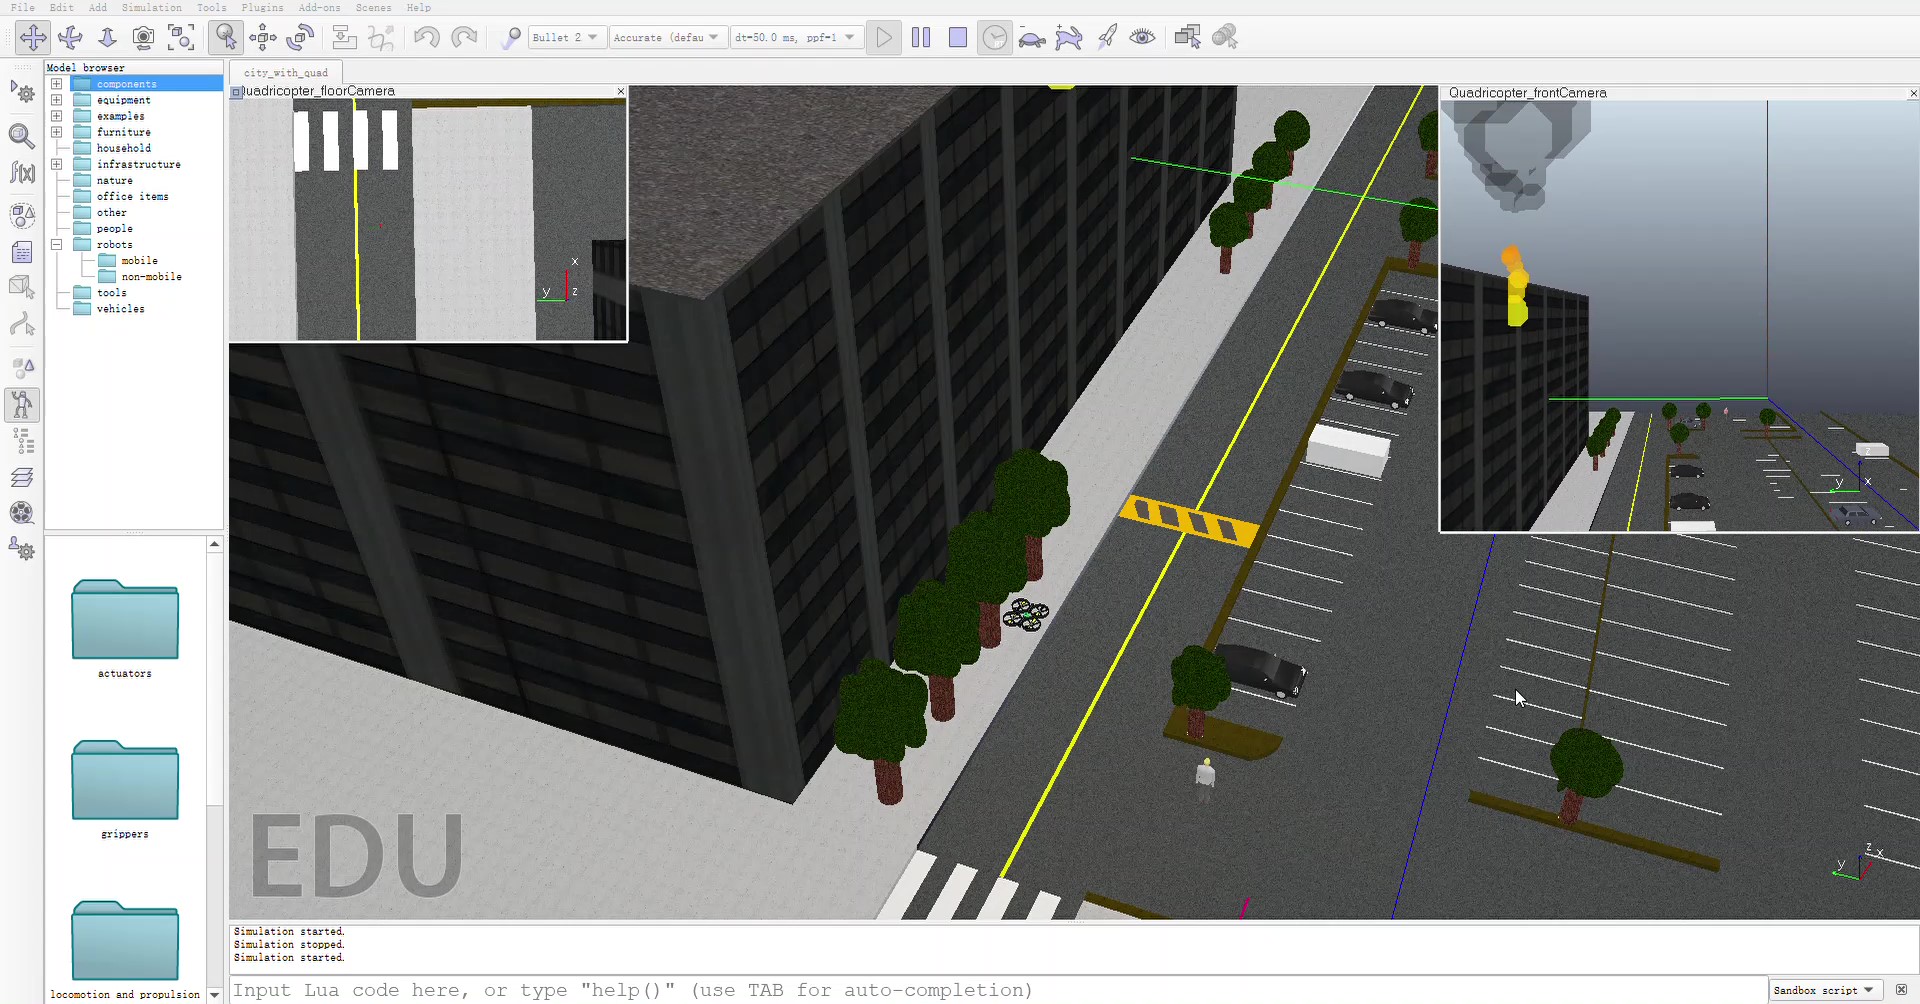 File Edit Add Simulation Tools Plugins Add-ons Scenes Help
Bullet 2 Accurate (defau dt=50.0 ms, ppf=1
Model browser
components
equipment
examples
furniture
household
infrastructure
nature
office items
other
people
robots
mobile
non-mobile
tools
vehicles
actuators
grippers
locomotion and propulsion
city_with_quad
Quadricopter_floorCamera
x
y
z
Quadricopter_frontCamera
z
y
x
z
x
y
EDU
Simulation started.
Simulation stopped.
Simulation started.
Input Lua code here, or type "help()" (use TAB for auto-completion)
Sandbox script